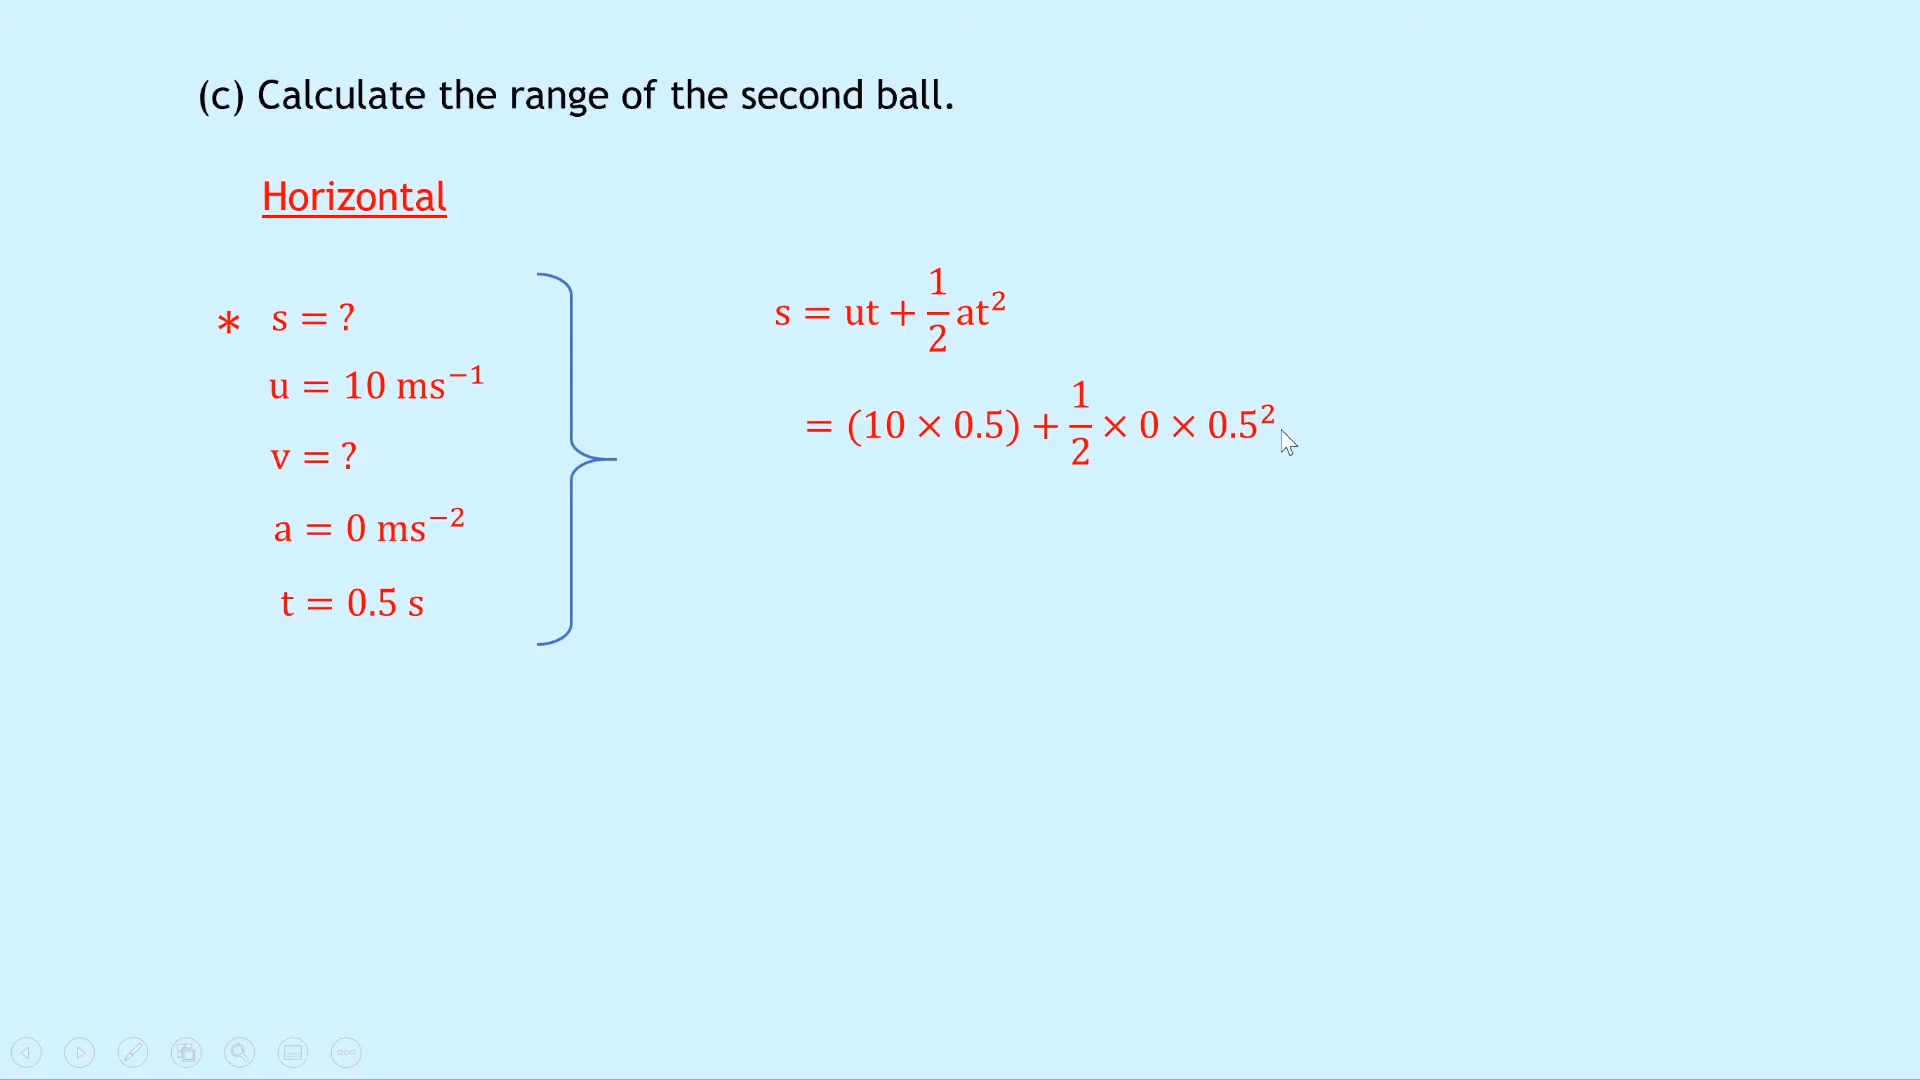 (c) Calculate the range of the second ball.
Horizontal
* s = ?
u = 10 ms⁻¹
v = ?
a = 0 ms⁻²
t = 0.5 s
s = ut + 1/2 at²
= (10 × 0.5) + 1/2 × 0 × 0.5²